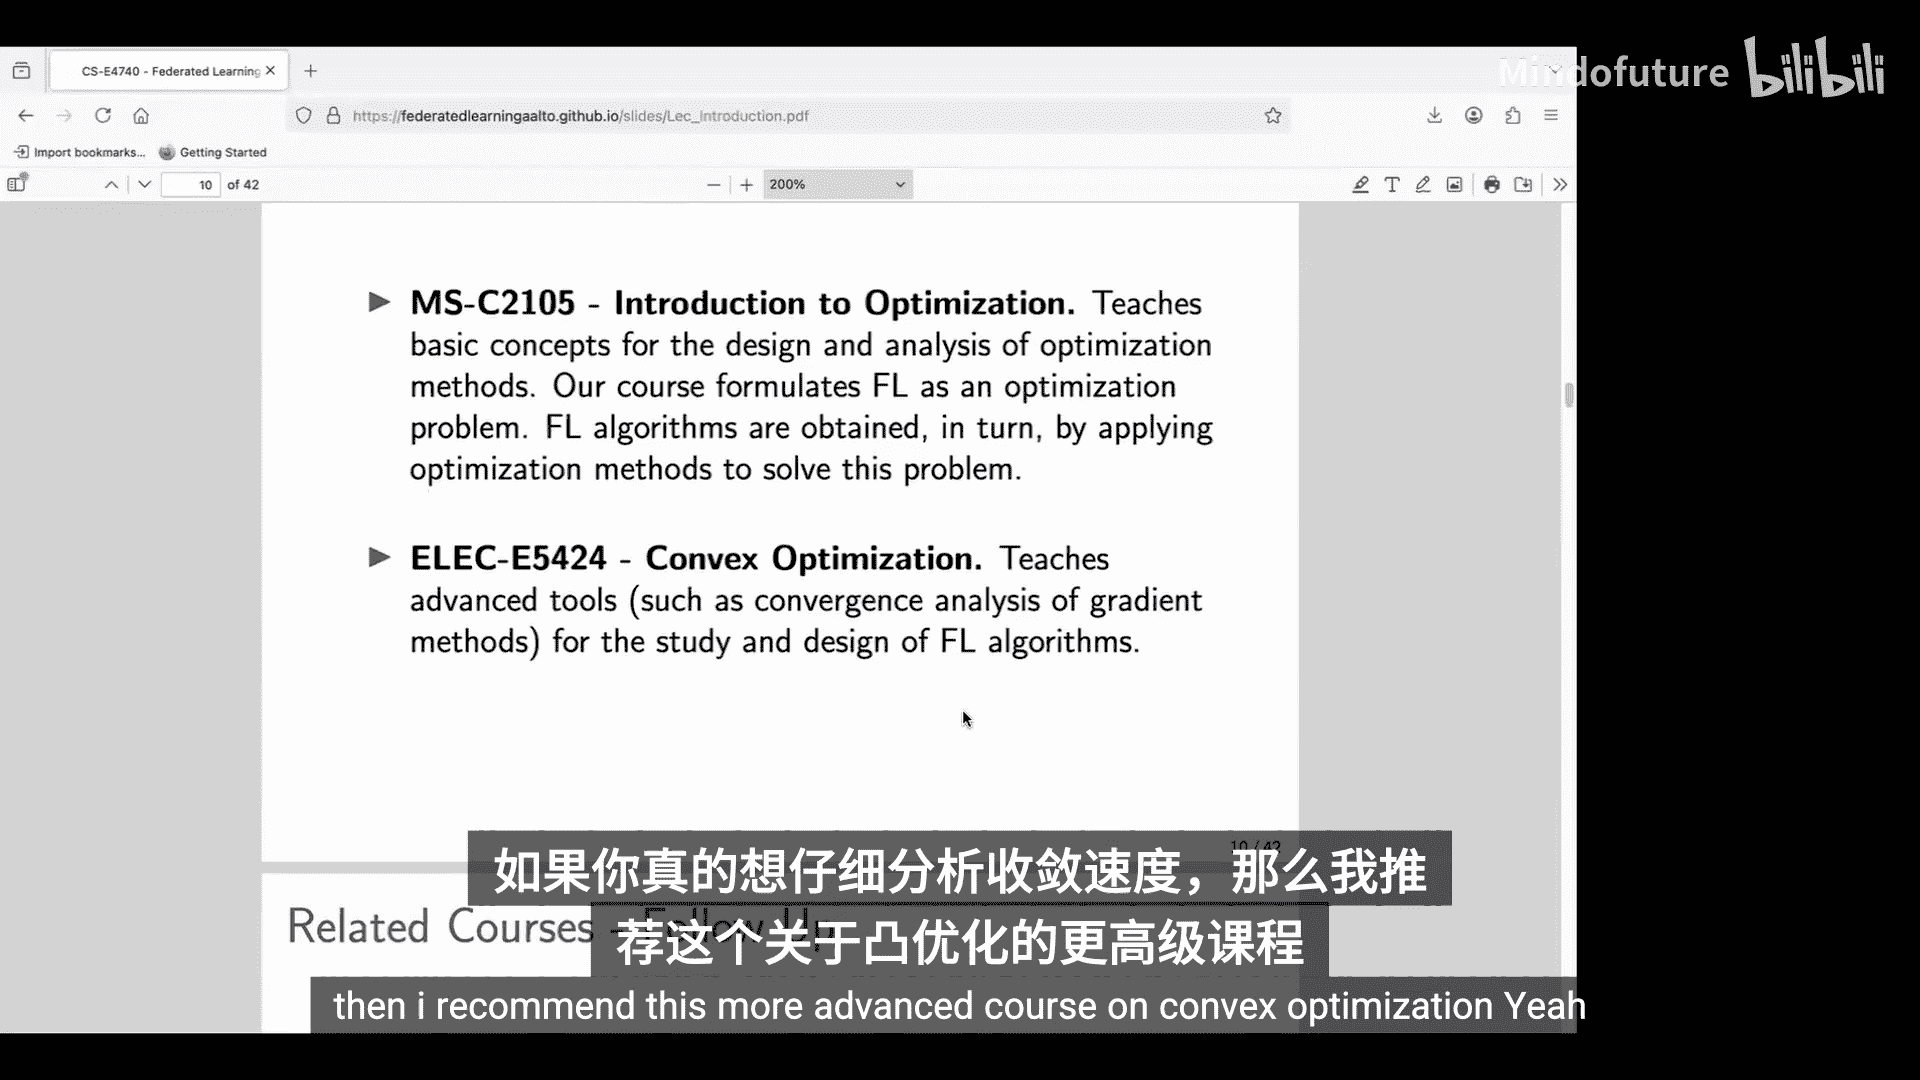 Mindofuture bilibili
CS-E4740 - Federated Learning
https://federatedlearningaalto.github.io/slides/Lec_Introduction.pdf
Import bookmarks... Getting Started
10 of 42 200%
MS-C2105 - Introduction to Optimization. Teaches
basic concepts for the design and analysis of optimization
methods. Our course formulates FL as an optimization
problem. FL algorithms are obtained, in turn, by applying
optimization methods to solve this problem.
ELEC-E5424 - Convex Optimization. Teaches
advanced tools (such as convergence analysis of gradient
methods) for the study and design of FL algorithms.
10 / 42
如果你真的想仔细分析收敛速度，那么我推
Related Courses - Follow Up
荐这个关于凸优化的更高级课程
then i recommend this more advanced course on convex optimization Yeah